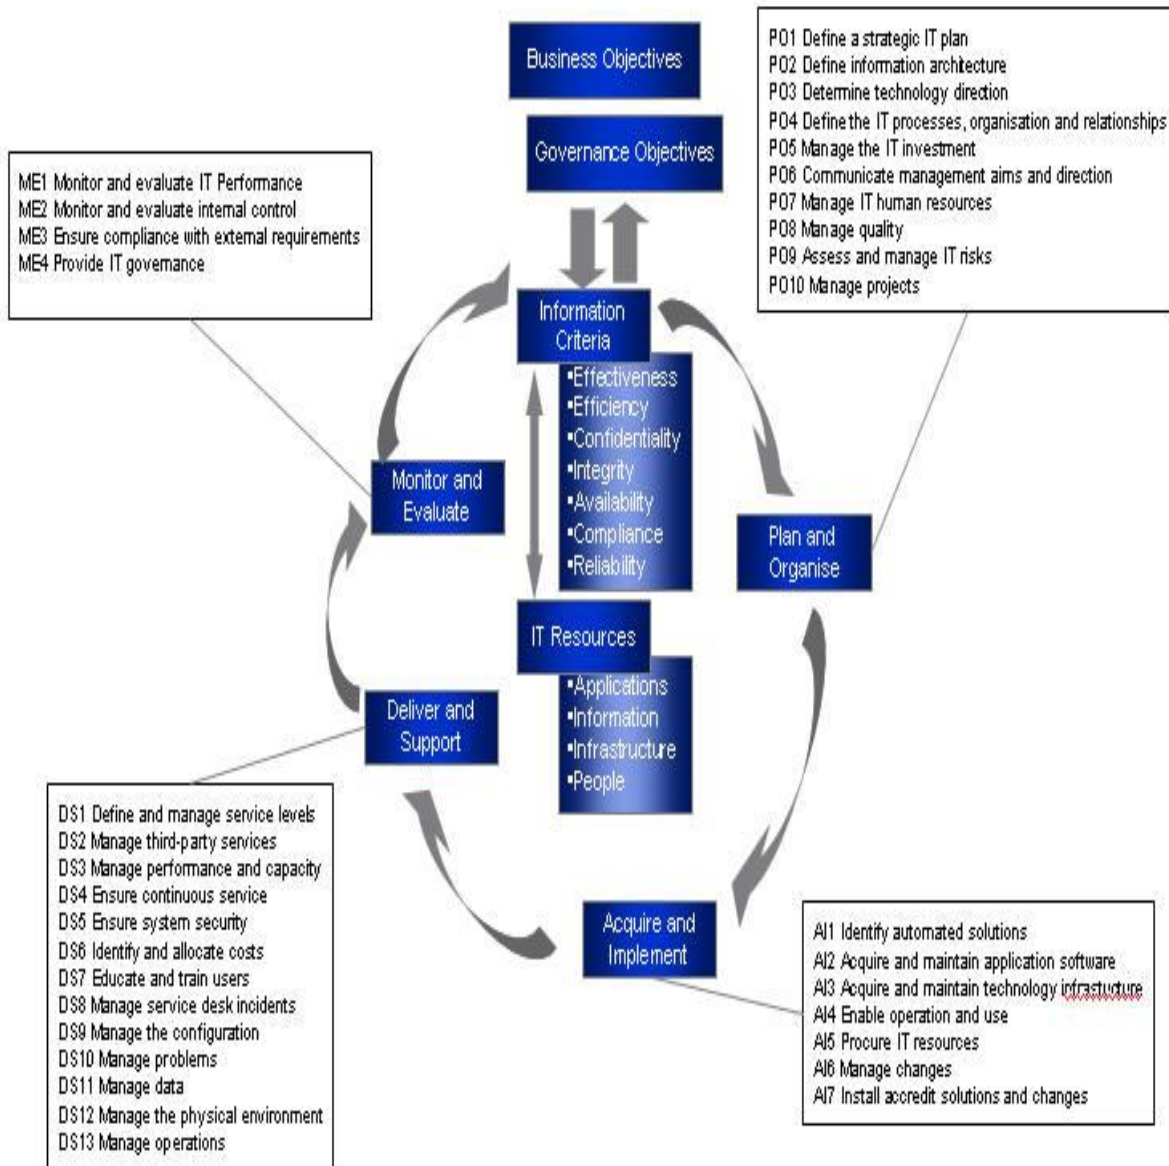 Business Objectives
Governance Objectives
PO1 Define a strategic IT plan
PO2 Define information architecture
PO3 Determine technology direction
PO4 Define the IT processes, organisation and relationships
PO5 Manage the IT investment
PO6 Communicate management aims and direction
PO7 Manage IT human resources
PO8 Manage quality
PO9 Assess and manage IT risks
PO10 Manage projects
ME1 Monitor and evaluate IT Performance
ME2 Monitor and evaluate internal control
ME3 Ensure compliance with external requirements
ME4 Provide IT governance
Information
Criteria
▪Effectiveness
▪Efficiency
▪Confidentiality
▪Integrity
▪Availability
▪Compliance
▪Reliability
Monitor and
Evaluate
Plan and
Organise
IT Resources
▪Applications
▪Information
▪Infrastructure
▪People
Deliver and
Support
Acquire and
Implement
DS1 Define and manage service levels
DS2 Manage third-party services
DS3 Manage performance and capacity
DS4 Ensure continuous service
DS5 Ensure system security
DS6 Identify and allocate costs
DS7 Educate and train users
DS8 Manage service desk incidents
DS9 Manage the configuration
DS10 Manage problems
DS11 Manage data
DS12 Manage the physical environment
DS13 Manage operations
AI1 Identify automated solutions
AI2 Acquire and maintain application software
AI3 Acquire and maintain technology infrastucture
AI4 Enable operation and use
AI5 Procure IT resources
AI6 Manage changes
AI7 Install accredit solutions and changes